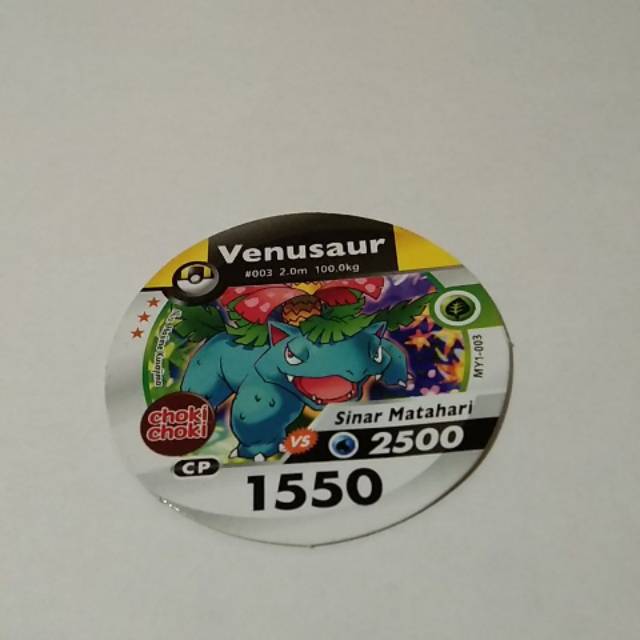 Venusaur
#003 2.0m 100.0kg
MY1-003
choki
choki
Sinar Matahari
VS
2500
CP
1550